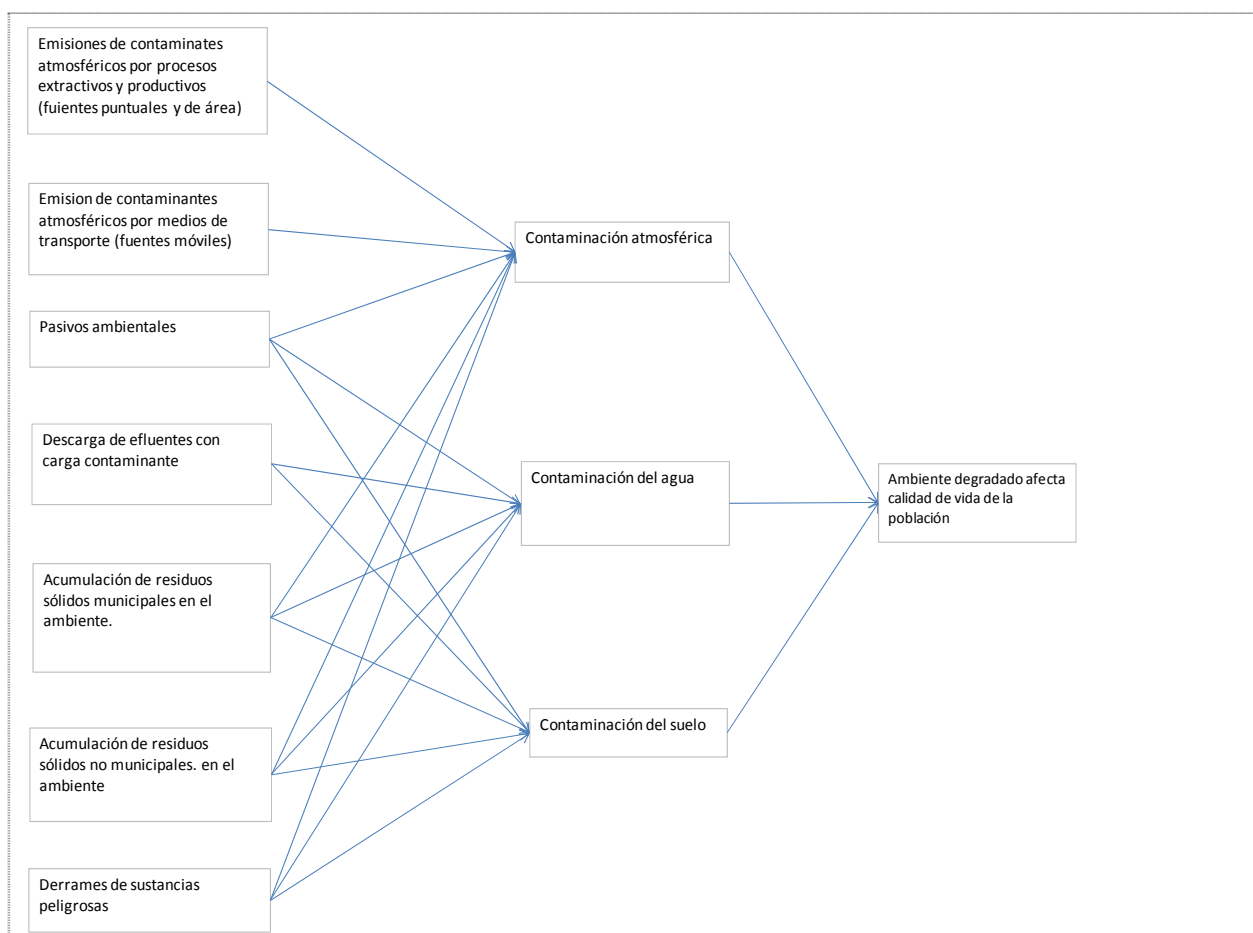 Emisiones de contaminates
atmosféricos por procesos
extractivos y productivos
(fuientes puntuales y de área)
Emision de contaminantes
atmosféricos por medios de
transporte (fuentes móviles)
Pasivos ambientales
Descarga de efluentes con
carga contaminante
Acumulación de residuos
sólidos municipales en el
ambiente.
Acumulación de residuos
sólidos no municipales. en el
ambiente
Derrames de sustancias
peligrosas
Contaminación atmosférica
Contaminación del agua
Contaminación del suelo
Ambiente degradado afecta
calidad de vida de la
población